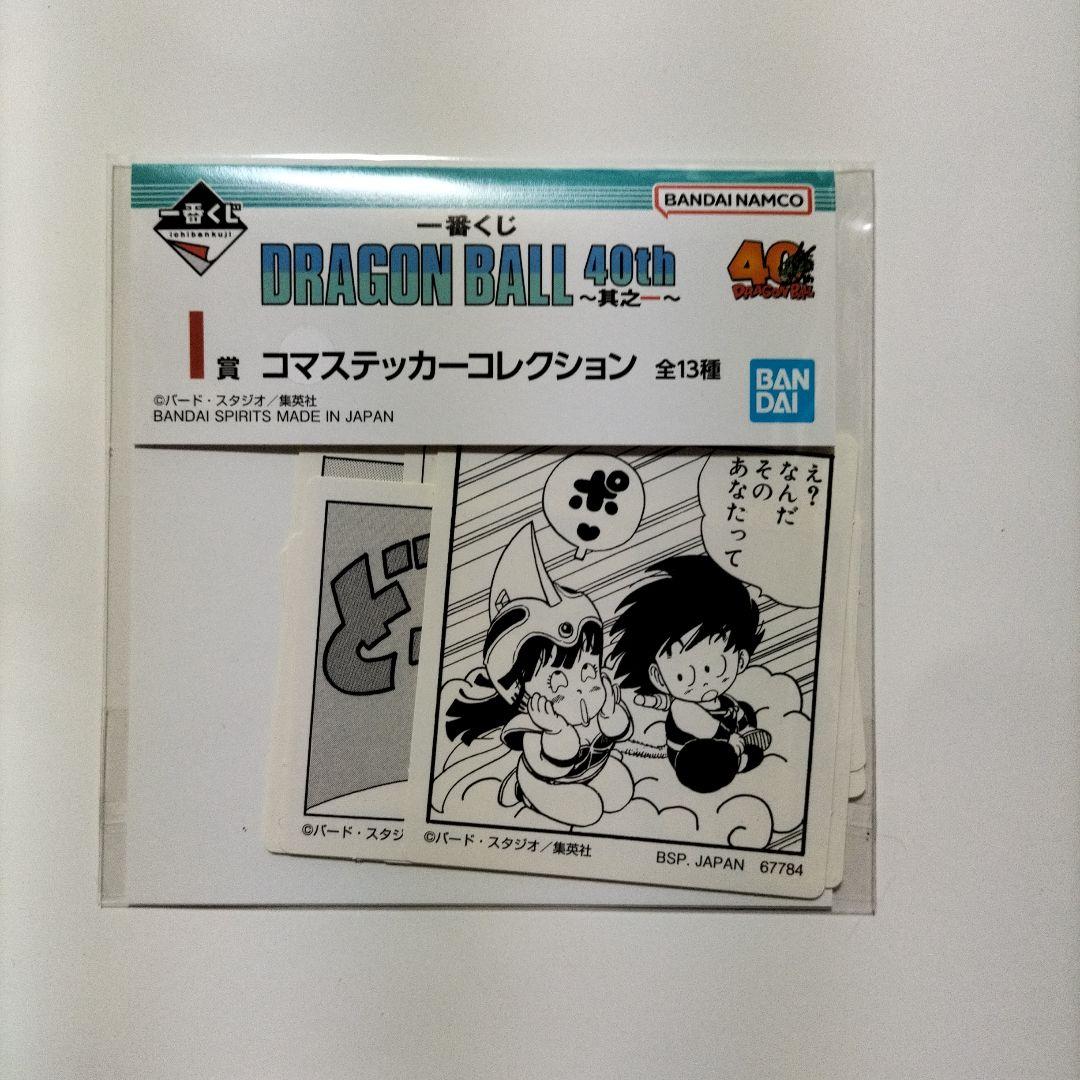 一番くじ
ichibankuji
BANDAI NAMCO
一番くじ
DRAGON BALL 40th
～其之一～
40
DRAGON BALL
I賞 コマステッカーコレクション 全13種
BAN
DAI
©バード・スタジオ／集英社
BANDAI SPIRITS MADE IN JAPAN
え?
なんだ
その
あなたって
ポ♥
ど
©バード・スタジ
©バード・スタジオ／集英社
BSP. JAPAN 67784